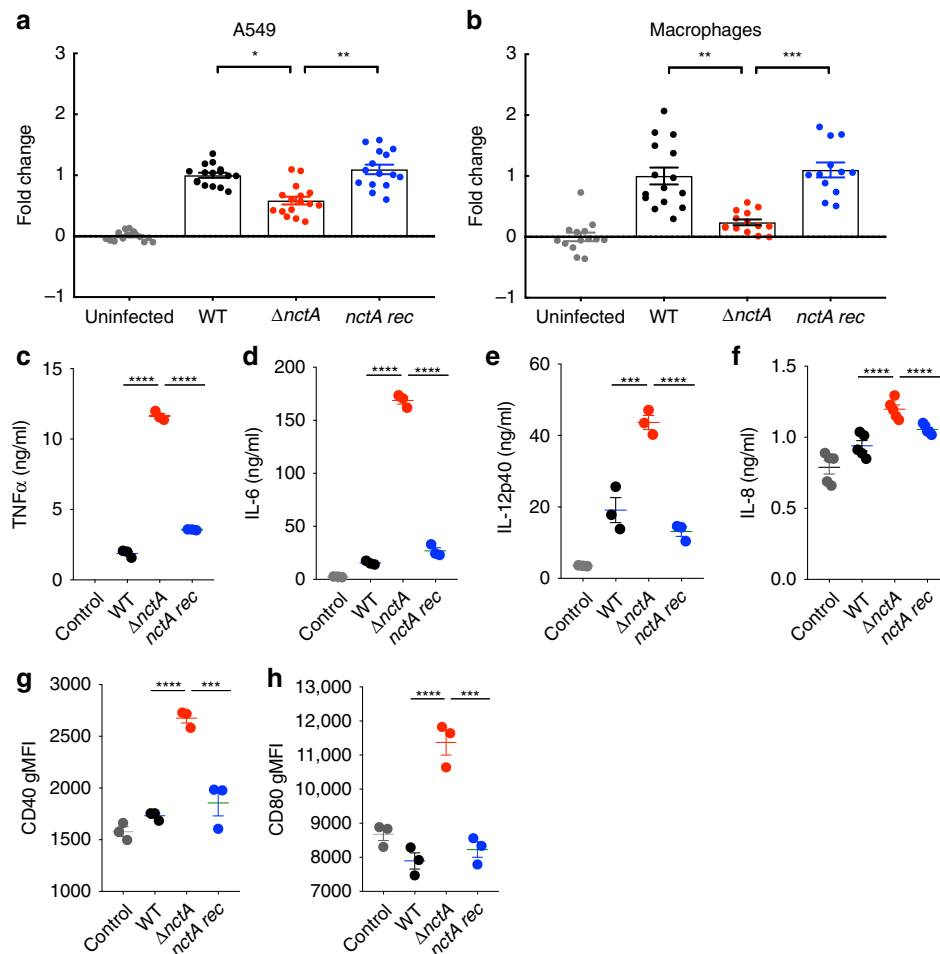 a
A549
Fold change
3
2
1
0
−1
* **
Uninfected WT ΔnctA nctA rec
b
Macrophages
Fold change
3
2
1
0
−1
** ***
Uninfected WT ΔnctA nctA rec
c
TNFα (ng/ml)
15
10
5
0
**** ****
Control WT ΔnctA nctA rec
d
IL-6 (ng/ml)
200
150
100
50
0
**** ****
Control WT ΔnctA nctA rec
e
IL-12p40 (ng/ml)
60
40
20
0
*** ****
Control WT ΔnctA nctA rec
f
IL-8 (ng/ml)
1.5
1.0
0.5
0.0
**** ****
Control WT ΔnctA nctA rec
g
CD40 gMFI
3000
2500
2000
1500
1000
**** ***
Control WT ΔnctA nctA rec
h
CD80 gMFI
13,000
12,000
11,000
10,000
9000
8000
7000
**** ***
Control WT ΔnctA nctA rec